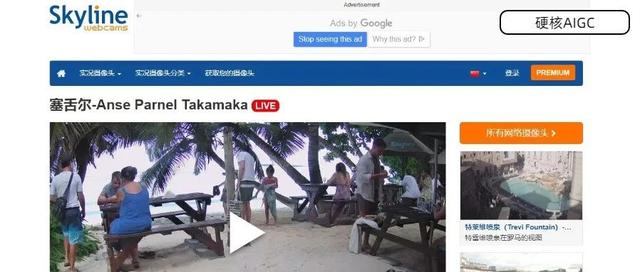 Advertisement
Skyline
webcams
硬核AIGC
Ads by Google
Stop seeing this ad
Why this ad?
实况摄像头
实况摄像头分类
获取您的摄像头
登录
PREMIUM
塞舌尔-Anse Parnel Takamaka LIVE
所有网络摄像头
特莱维喷泉（Trevi Fountain）-...
特雷维喷泉在罗马的视图